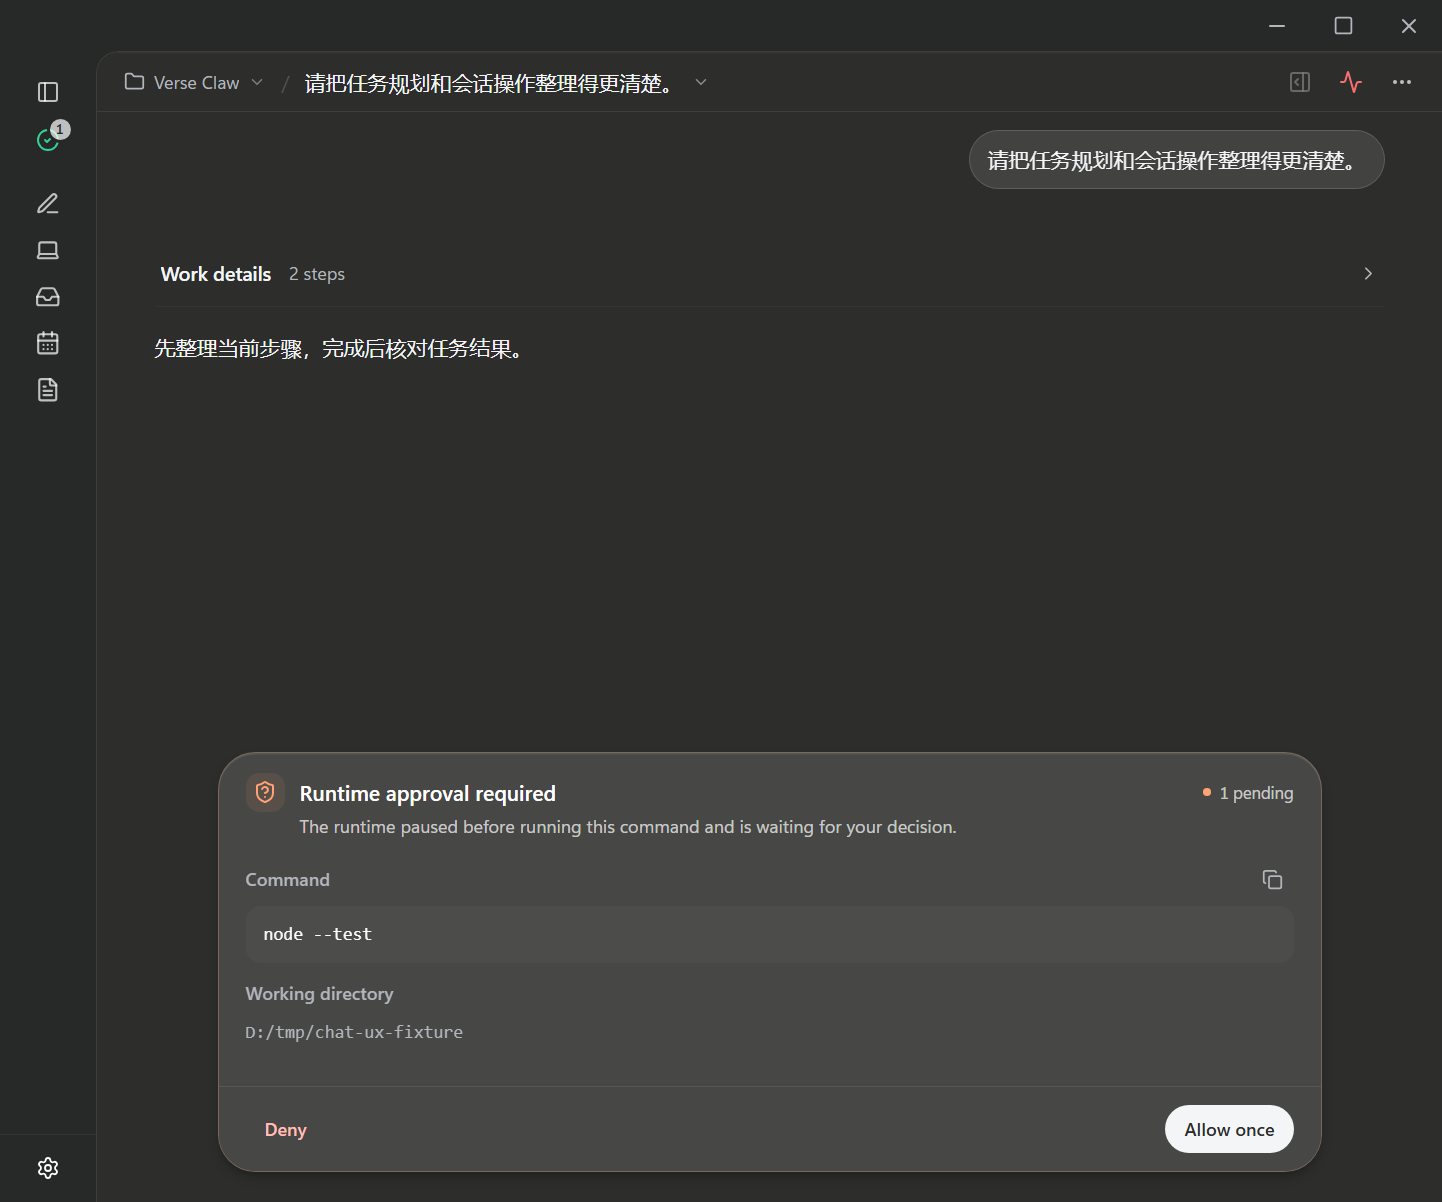 Verse Claw / 请把任务规划和会话操作整理得更清楚。
1
请把任务规划和会话操作整理得更清楚。
Work details 2 steps
先整理当前步骤，完成后核对任务结果。
Runtime approval required
1 pending
The runtime paused before running this command and is waiting for your decision.
Command
node --test
Working directory
D:/tmp/chat-ux-fixture
Deny
Allow once